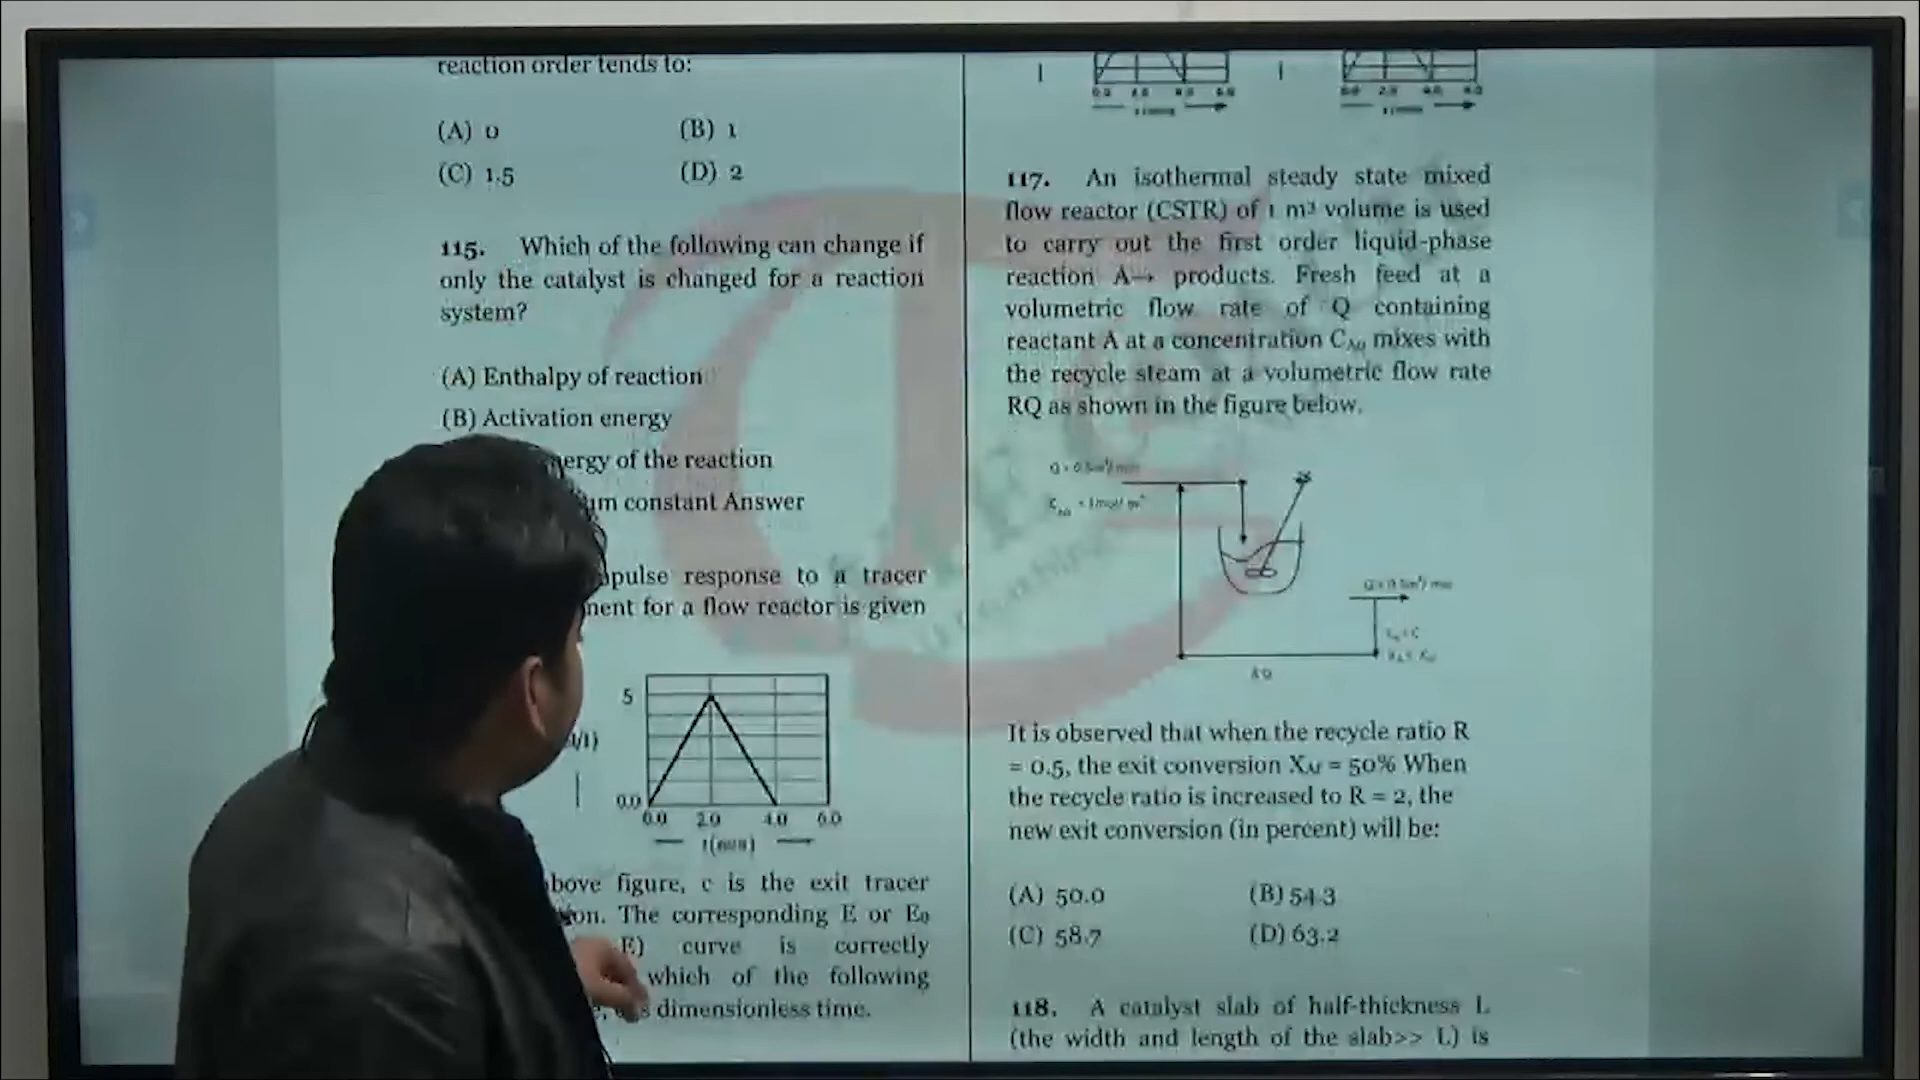 reaction order tends to:
(A) 0 (B) 1
(C) 1.5 (D) 2
115. Which of the following can change if
only the catalyst is changed for a reaction
system?
(A) Enthalpy of reaction
(B) Activation energy
ergy of the reaction
um constant Answer
pulse response to a tracer
ment for a flow reactor is given
5
0.0
0.0 2.0 4.0 6.0
bove figure, c is the exit tracer
ion. The corresponding E or Eθ
E) curve is correctly
which of the following
s dimensionless time.
117. An isothermal steady state mixed
flow reactor (CSTR) of 1 m³ volume is used
to carry out the first order liquid-phase
reaction A→ products. Fresh feed at a
volumetric flow rate of Q containing
reactant A at a concentration CA0 mixes with
the recycle steam at a volumetric flow rate
RQ as shown in the figure below.
It is observed that when the recycle ratio R
= 0.5, the exit conversion XAf = 50% When
the recycle ratio is increased to R = 2, the
new exit conversion (in percent) will be:
(A) 50.0 (B) 54.3
(C) 58.7 (D) 63.2
118. A catalyst slab of half-thickness L
(the width and length of the slab>> L) is